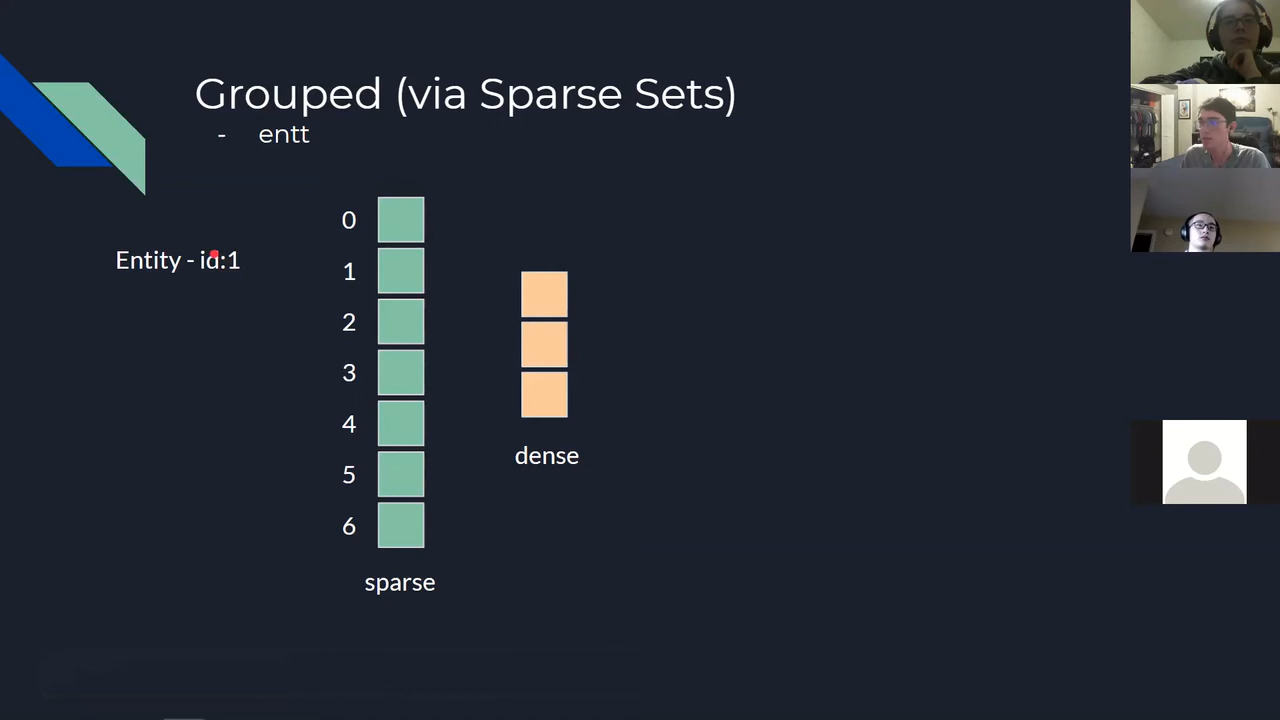 Grouped (via Sparse Sets)
- entt
Entity - id:1
0
1
2
3
4
5
6
sparse
dense